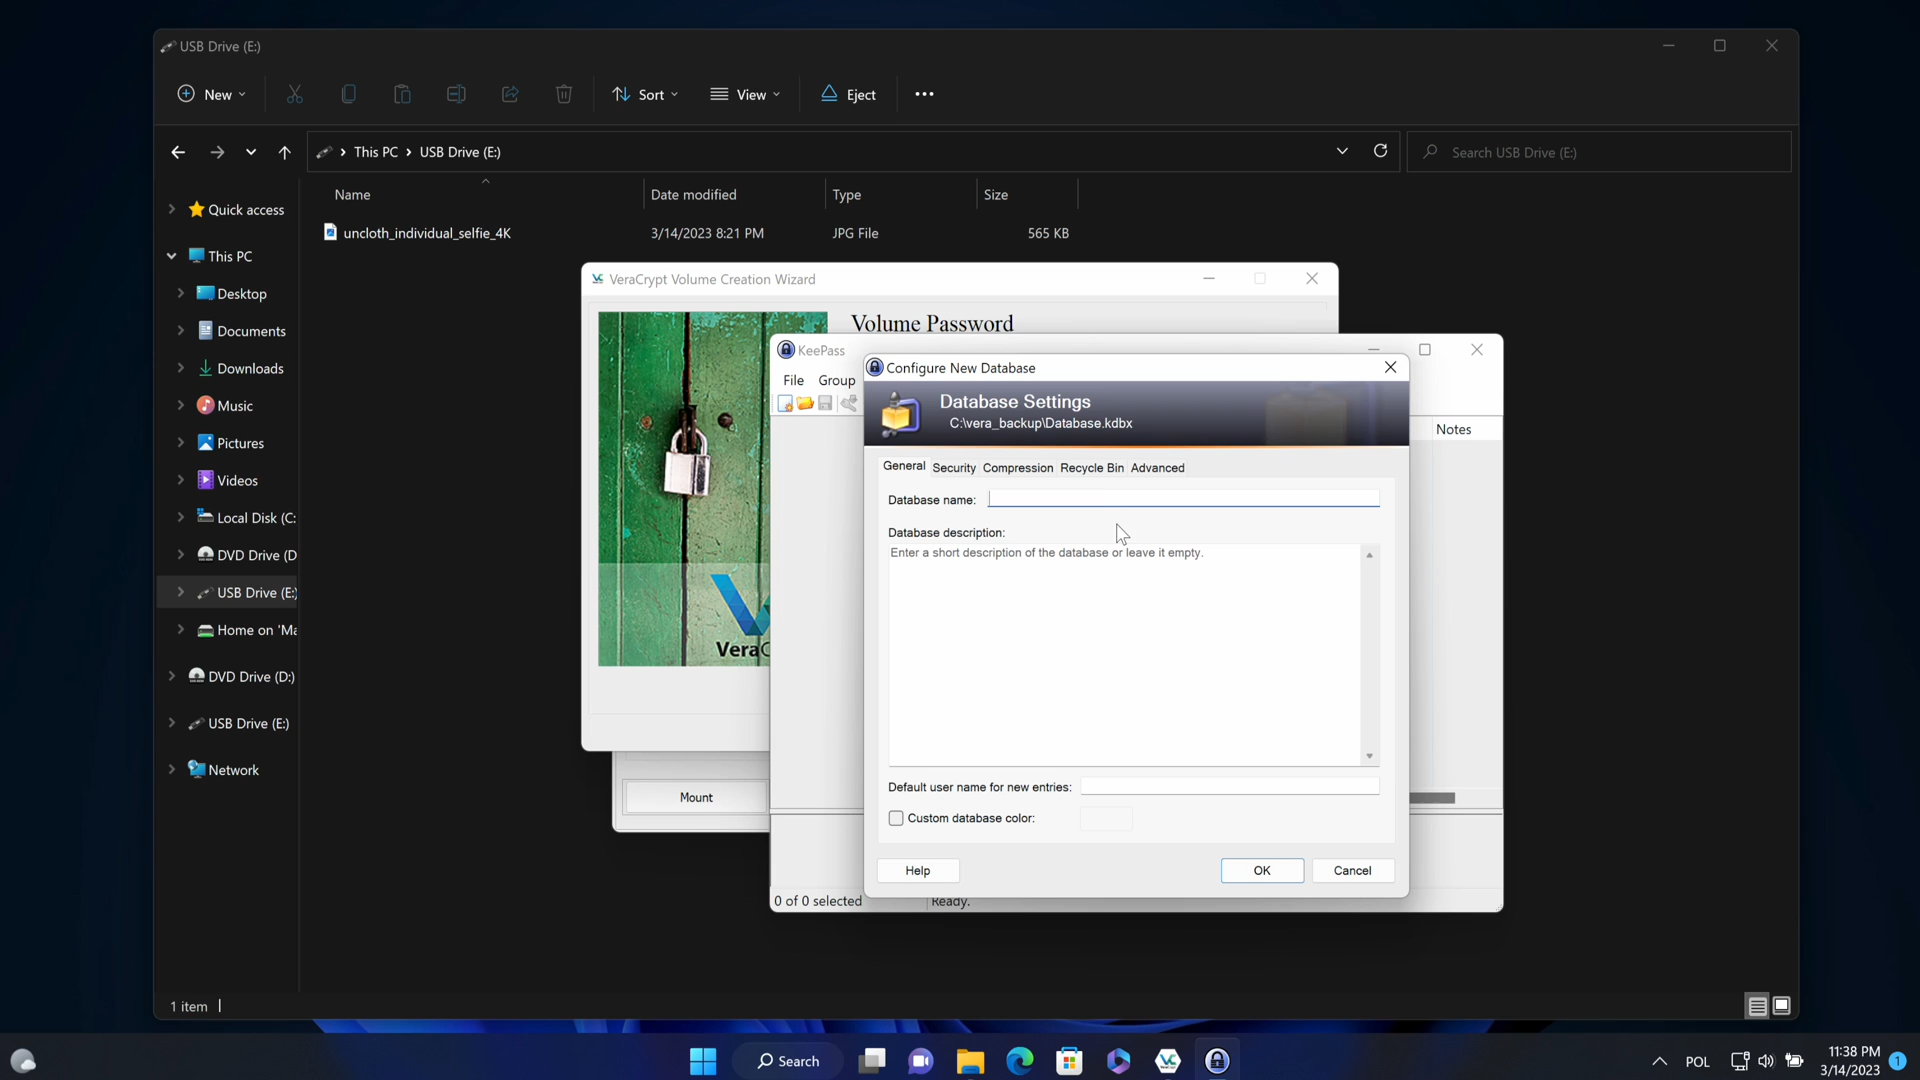 USB Drive (E:)
New
Sort
View
Eject
This PC
USB Drive (E:)
Search USB Drive (E:)
Name
Date modified
Type
Size
uncloth_individual_selfie_4K
3/14/2023 8:21 PM
JPG File
565 KB
Quick access
This PC
Desktop
Documents
Downloads
Music
Pictures
Videos
Local Disk (C:
DVD Drive (D
USB Drive (E:)
Home on 'Ma
DVD Drive (D:)
USB Drive (E:)
Network
1 item
VeraCrypt Volume Creation Wizard
Volume Password
VeraC
Mount
KeePass
File
Group
Notes
0 of 0 selected
Ready.
Configure New Database
Database Settings
C:\vera_backup\Database.kdbx
General
Security
Compression
Recycle Bin
Advanced
Database name:
Database description:
Enter a short description of the database or leave it empty.
Default user name for new entries:
Custom database color:
Help
OK
Cancel
Search
POL
11:38 PM
3/14/2023
1